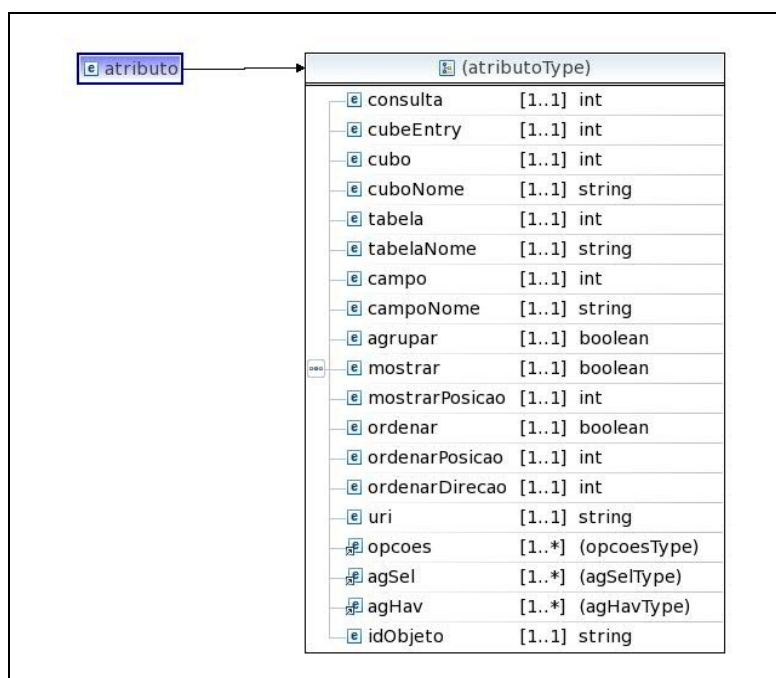 e atributo
(atributoType)
e consulta [1..1] int
e cubeEntry [1..1] int
e cubo [1..1] int
e cuboNome [1..1] string
e tabela [1..1] int
e tabelaNome [1..1] string
e campo [1..1] int
e campoNome [1..1] string
e agrupar [1..1] boolean
e mostrar [1..1] boolean
e mostrarPosicao [1..1] int
e ordenar [1..1] boolean
e ordenarPosicao [1..1] int
e ordenarDirecao [1..1] int
e uri [1..1] string
e opcoes [1..*] (opcoesType)
e agSel [1..*] (agSelType)
e agHav [1..*] (agHavType)
e idObjeto [1..1] string